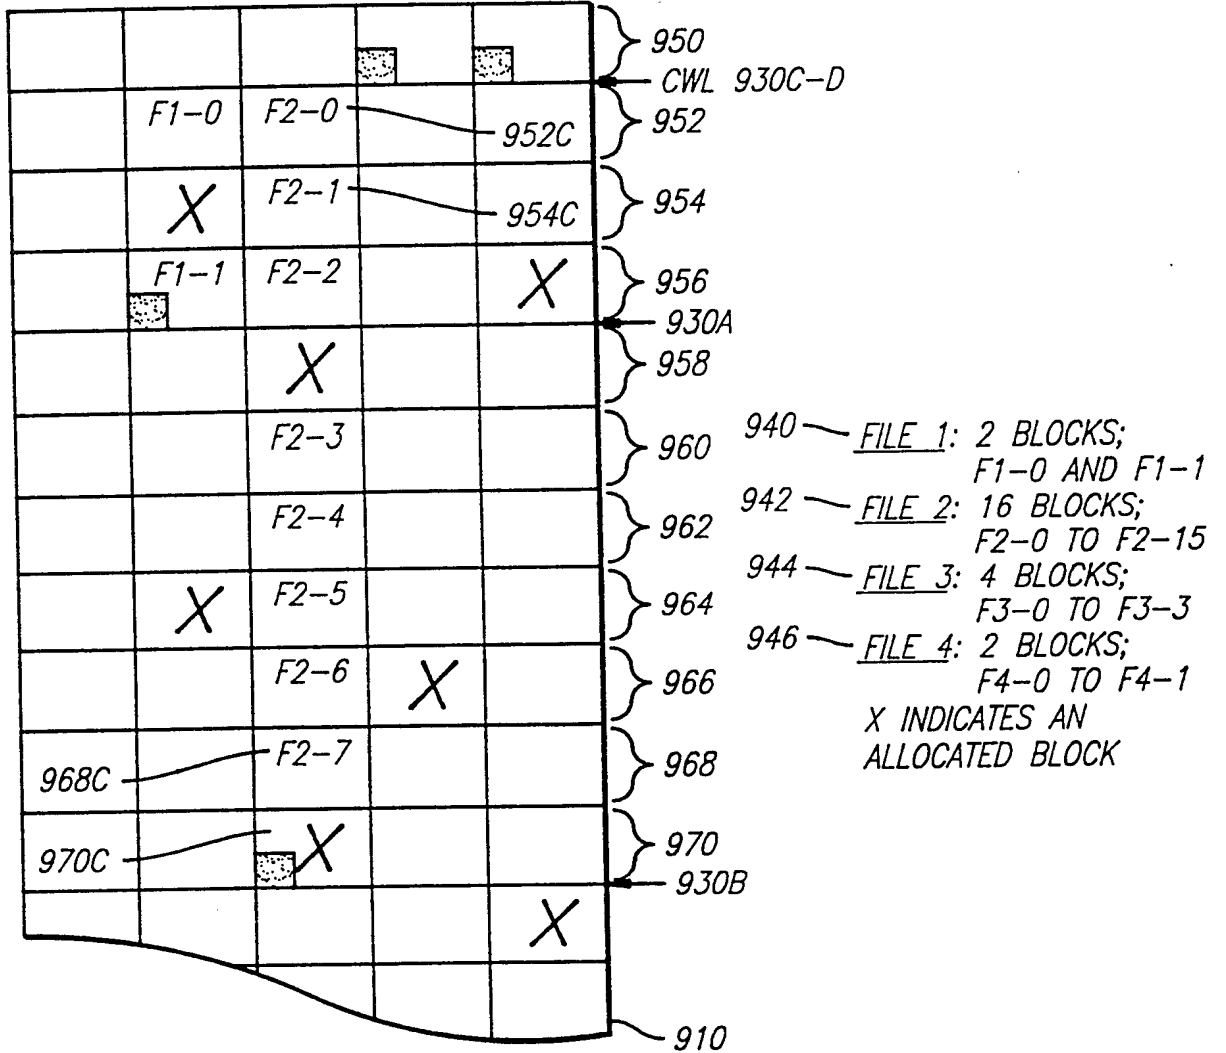 950
CWL 930C-D
F1-0 F2-0 952C 952
X F2-1 954C 954
F1-1 F2-2 X 956
930A
X 958
F2-3 960
F2-4 962
X F2-5 964
F2-6 X 966
968C F2-7 968
970C X 970
930B
X
910
940 FILE 1: 2 BLOCKS;
F1-0 AND F1-1
942 FILE 2: 16 BLOCKS;
F2-0 TO F2-15
944 FILE 3: 4 BLOCKS;
F3-0 TO F3-3
946 FILE 4: 2 BLOCKS;
F4-0 TO F4-1
X INDICATES AN
ALLOCATED BLOCK